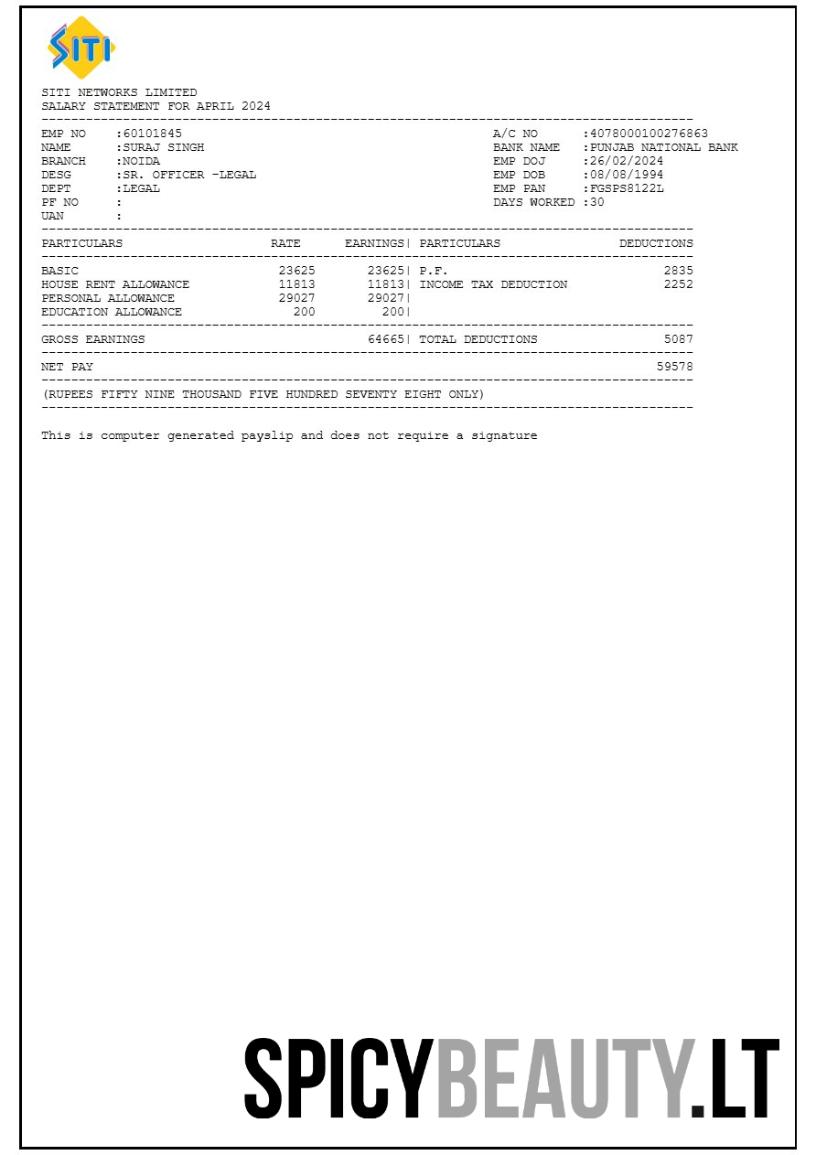 SITI
SITI NETWORKS LIMITED
SALARY STATEMENT FOR APRIL 2024
EMP NO :60101845 A/C NO :4078000100276863
NAME :SURAJ SINGH BANK NAME :PUNJAB NATIONAL BANK
BRANCH :NOIDA EMP DOJ :26/02/2024
DESG :SR. OFFICER -LEGAL EMP DOB :08/08/1994
DEPT :LEGAL EMP PAN :FGSPS8122L
PF NO : DAYS WORKED :30
UAN :
PARTICULARS RATE EARNINGS| PARTICULARS DEDUCTIONS
BASIC 23625 23625| P.F. 2835
HOUSE RENT ALLOWANCE 11813 11813| INCOME TAX DEDUCTION 2252
PERSONAL ALLOWANCE 29027 29027|
EDUCATION ALLOWANCE 200 200|
GROSS EARNINGS 64665| TOTAL DEDUCTIONS 5087
NET PAY 59578
(RUPEES FIFTY NINE THOUSAND FIVE HUNDRED SEVENTY EIGHT ONLY)
This is computer generated payslip and does not require a signature
SPICYBEAUTY.LT